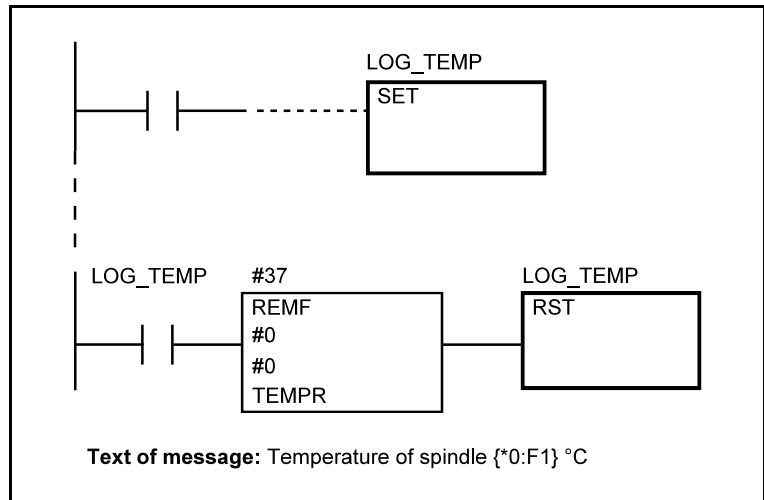 LOG_TEMP
SET
LOG_TEMP #37 LOG_TEMP
REMF RST
#0
#0
TEMPR
Text of message: Temperature of spindle {*0:F1} °C